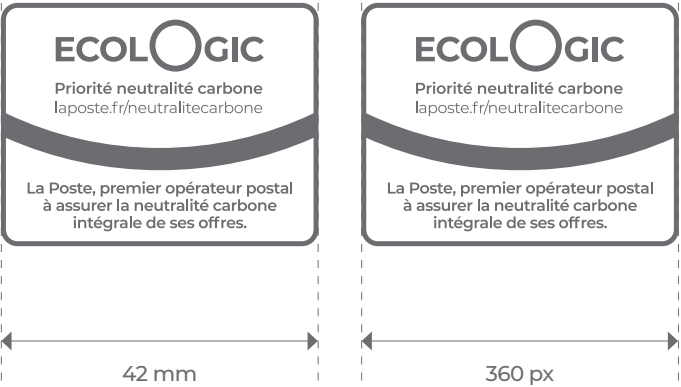 ECOLOGIC
Priorité neutralité carbone
laposte.fr/neutralitecarbone
La Poste, premier opérateur postal
à assurer la neutralité carbone
intégrale de ses offres.
42 mm
ECOLOGIC
Priorité neutralité carbone
laposte.fr/neutralitecarbone
La Poste, premier opérateur postal
à assurer la neutralité carbone
intégrale de ses offres.
360 px